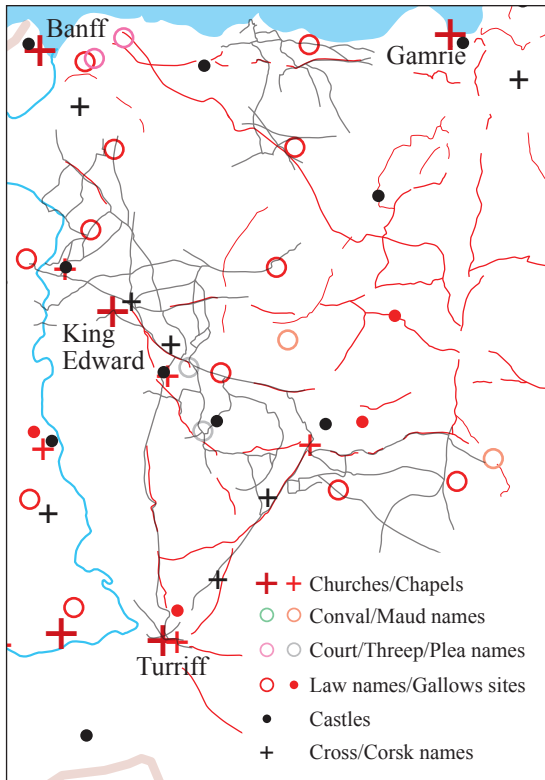 Banff
Gamrie
King
Edward
Turriff
Churches/Chapels
Conval/Maud names
Court/Threep/Plea names
Law names/Gallows sites
Castles
Cross/Corsk names